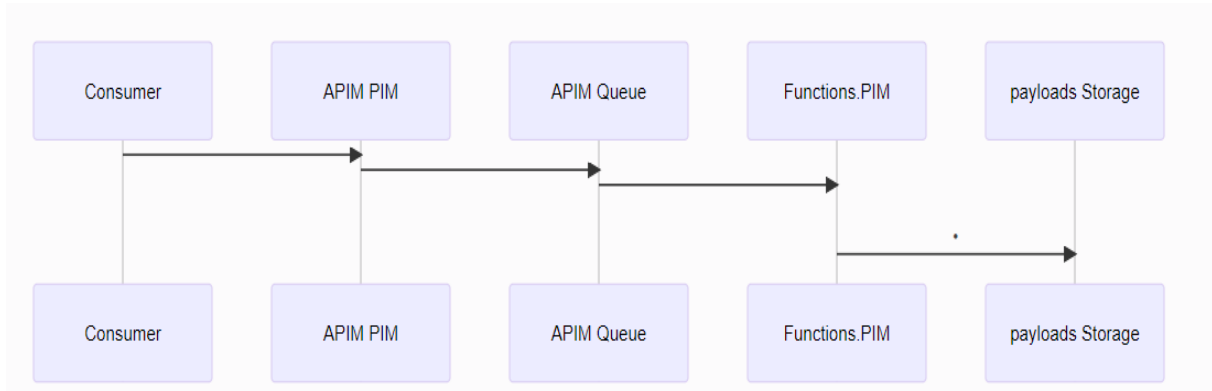 Consumer
APIM PIM
APIM Queue
Functions.PIM
payloads Storage
*
Consumer
APIM PIM
APIM Queue
Functions.PIM
payloads Storage